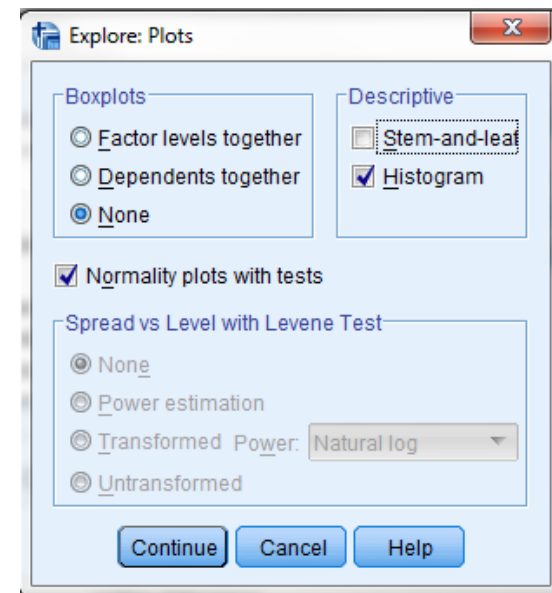 Explore: Plots
Boxplots
Factor levels together
Dependents together
None
Descriptive
Stem-and-leaf
Histogram
Normality plots with tests
Spread vs Level with Levene Test
None
Power estimation
Transformed Power: Natural log
Untransformed
Continue Cancel Help